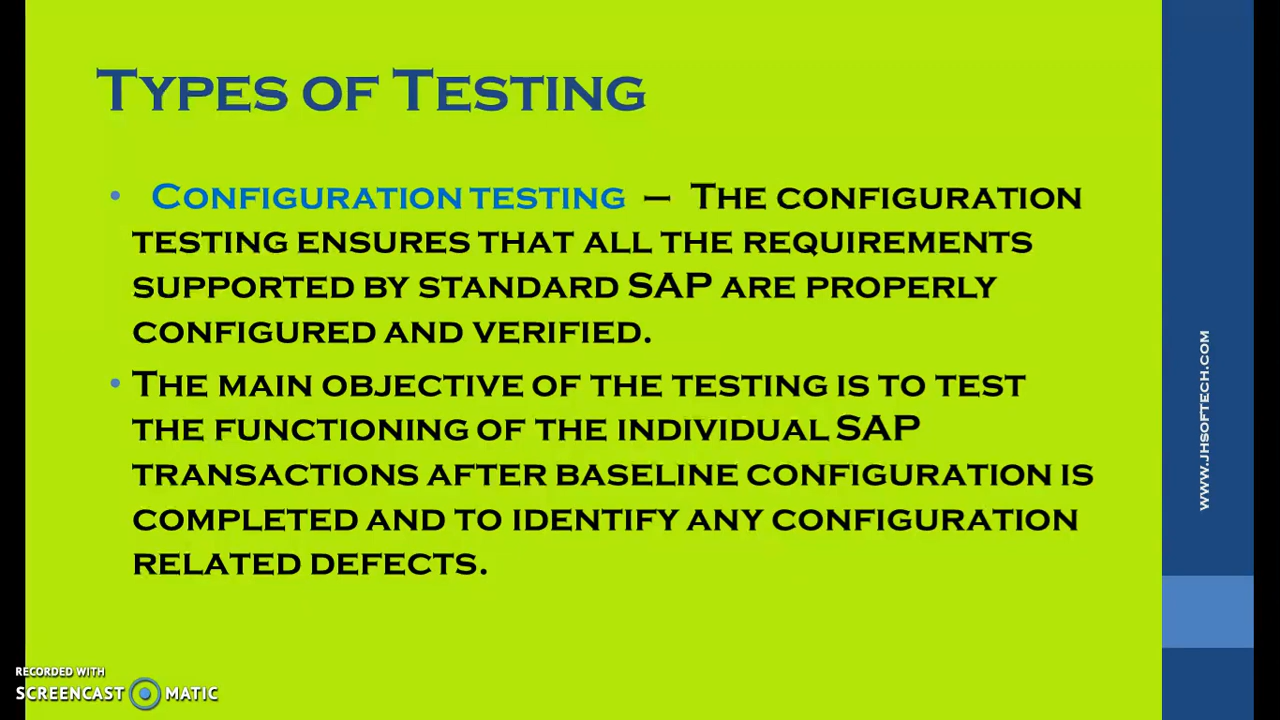 Types of Testing
• Configuration testing – The configuration
testing ensures that all the requirements
supported by standard SAP are properly
configured and verified.
• The main objective of the testing is to test
the functioning of the individual SAP
transactions after baseline configuration is
completed and to identify any configuration
related defects.
www.jhsoftech.com
RECORDED WITH
SCREENCAST MATIC